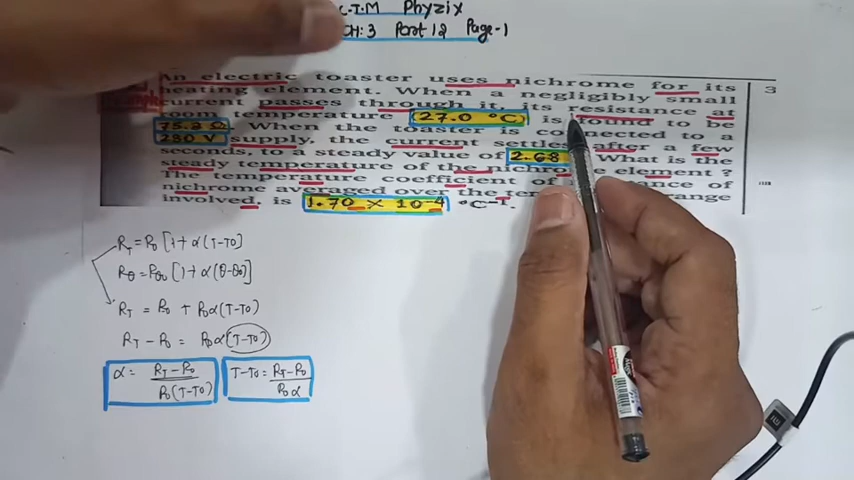 C.T.M Phyzix
CH:3 Part 12 Page-1
An electric toaster uses nichrome for its
heating element. When a negligibly small
current passes through it, its resistance at
room temperature 27.0 °C is found to be
75.3 Ω When the toaster is connected to a
230 V supply, the current settles after a few
seconds, to a steady value of 2.68 What is the
steady temperature of the nichrome element ?
The temperature coefficient of
nichrome averaged over range
involved, is 1.70 × 10-4 °C-1.
3
RT = R0 [1 + α (T-T0)
Rθ = Rθ0 [1 + α (θ-θ0)]
RT = R0 + R0α (T-T0)
RT - R0 = R0α (T-T0)
α = RT - R0 / R0 (T-T0)
T-T0 = RT - R0 / R0 α